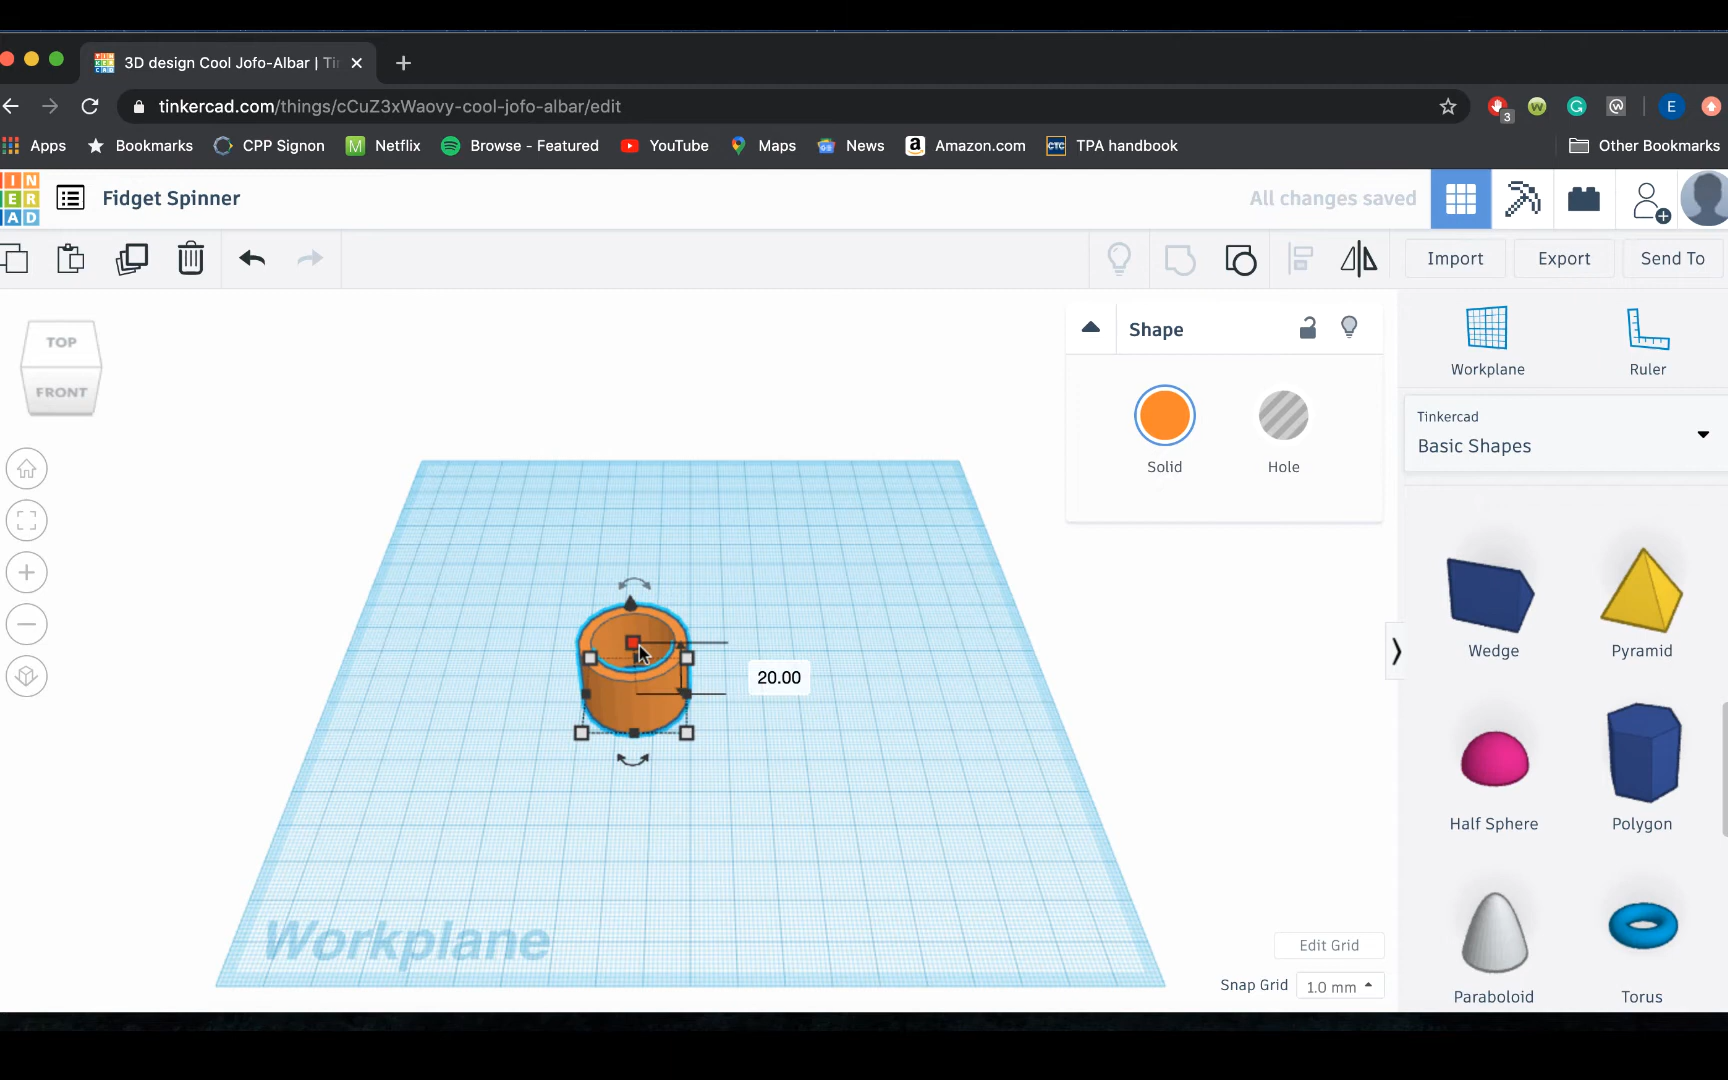 3D design Cool Jofo-Albar | Ti
tinkercad.com/things/cCuZ3xWaovy-cool-jofo-albar/edit
3
E
Apps Bookmarks CPP Signon M Netflix Browse - Featured YouTube Maps News a Amazon.com CTC TPA handbook Other Bookmarks
Fidget Spinner
All changes saved
Import Export Send To
TOP
FRONT
Shape
Solid Hole
Workplane Ruler
Tinkercad
Basic Shapes
20.00
Wedge Pyramid
Half Sphere Polygon
Paraboloid Torus
Workplane
Edit Grid
Snap Grid 1.0 mm